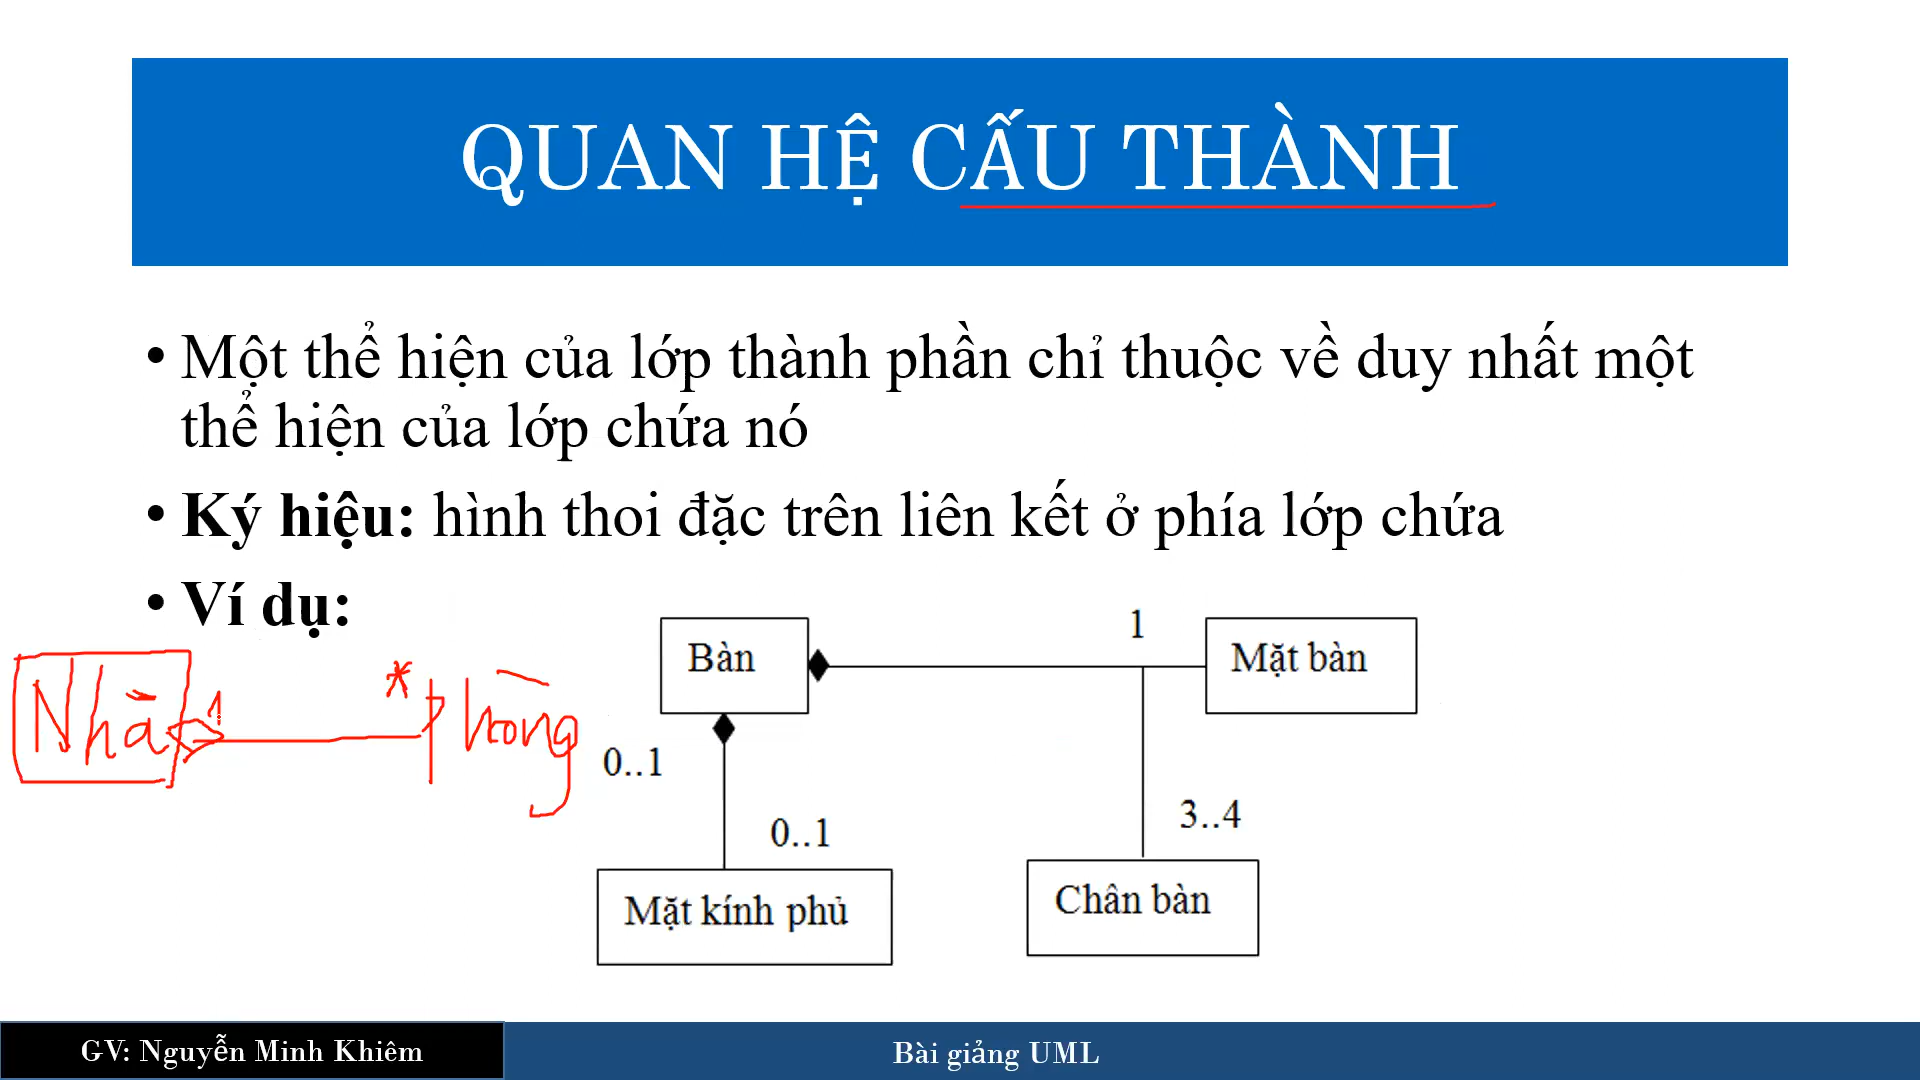 QUAN HỆ CẤU THÀNH
• Một thể hiện của lớp thành phần chỉ thuộc về duy nhất một
thể hiện của lớp chứa nó
• Ký hiệu: hình thoi đặc trên liên kết ở phía lớp chứa
• Ví dụ:
Nhà 1 * Phòng
Bàn 1 Mặt bàn
0..1
0..1 3..4
Mặt kính phủ Chân bàn
GV: Nguyễn Minh Khiêm Bài giảng UML